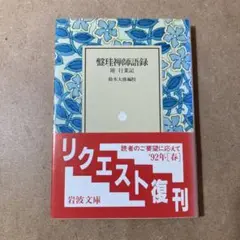 盤珪禅師語録
附 行業記
鈴木大拙編校
読者のご要望に応えて
'92年[春]
リクエスト復刊
岩波文庫